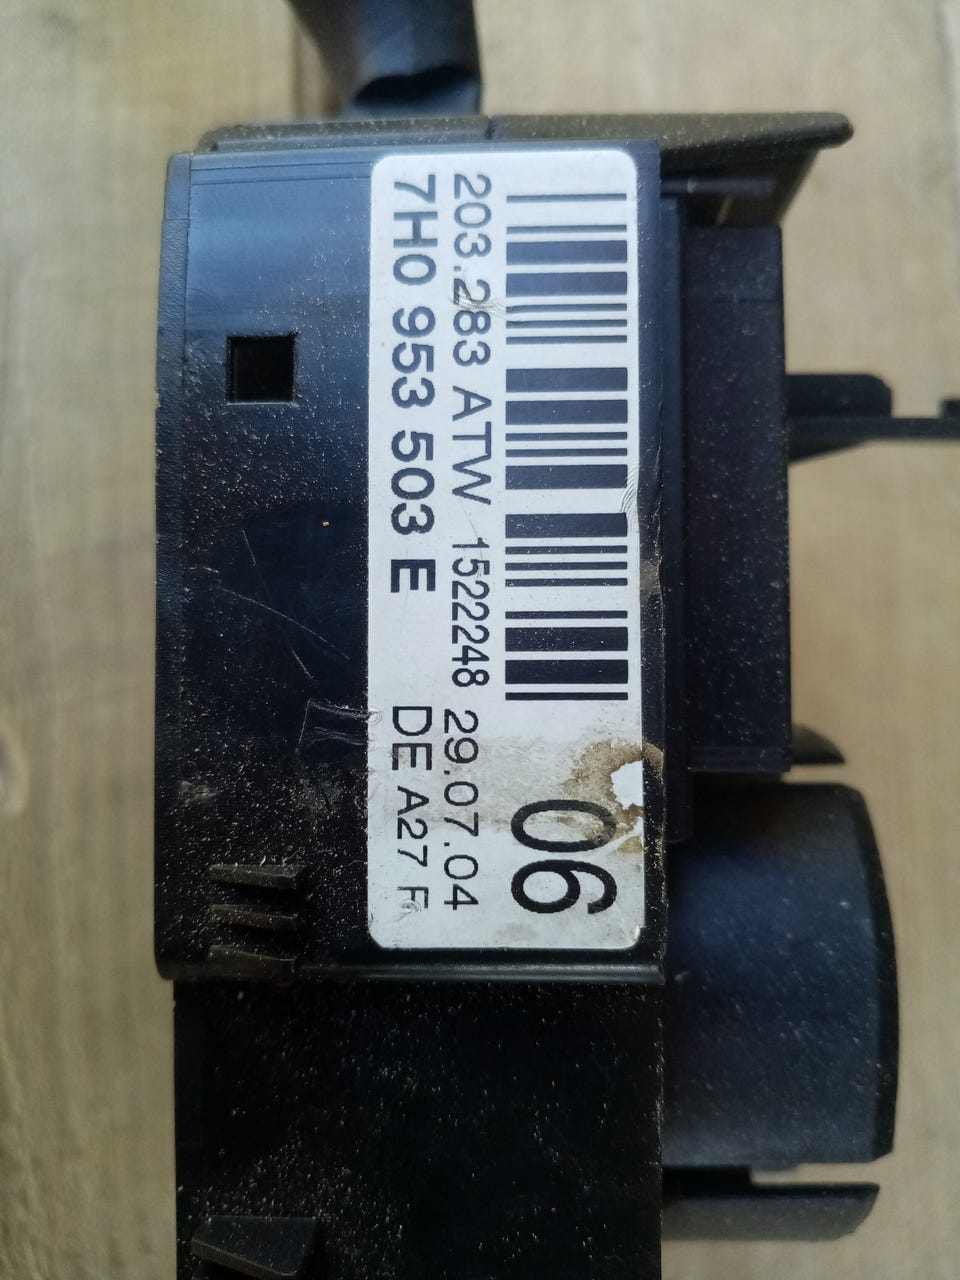 06
203.283 ATW 1522248 29.07.04
7H0 953 503 E DE A27 F